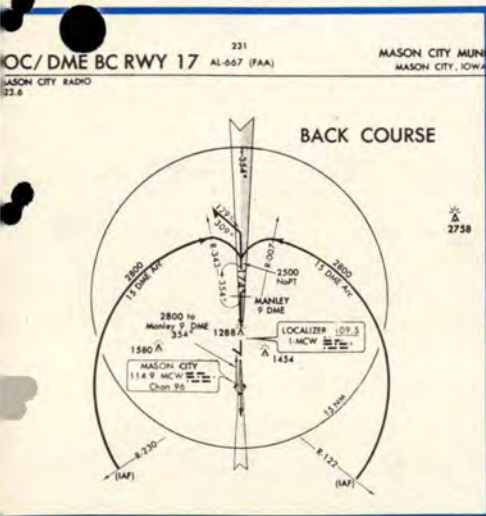 231
OC/DME BC RWY 17 AL-667 (FAA)
MASON CITY MUNI
MASON CITY, IOWA
MASON CITY RADIO
23.6
BACK COURSE
354°
2758
129°
309°
R-343
R-007
2800
15 DME Arc
2800
15 DME Arc
354°
174°
2500
NoPT
MANLEY
9 DME
2800 to
Manley 9 DME
354°
1288
LOCALIZER 109.5
I-MCW
1580
1454
MASON CITY
114.9 MCW
Chan 96
15 NM
R-230
R-122
(IAF)
(IAF)